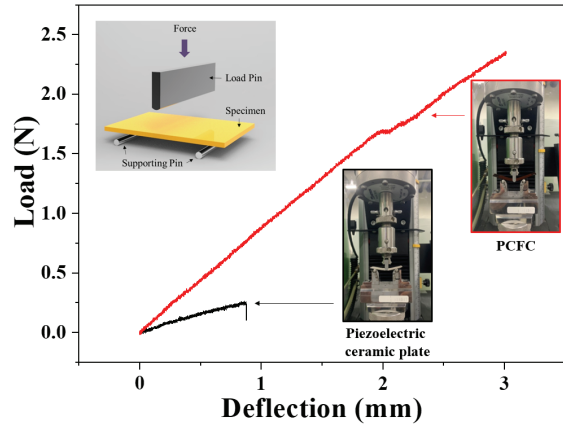 Force
Load Pin
Specimen
Supporting Pin
PCFC
Piezoelectric
ceramic plate
Load (N)
2.5
2.0
1.5
1.0
0.5
0.0
0
1
2
3
Deflection (mm)